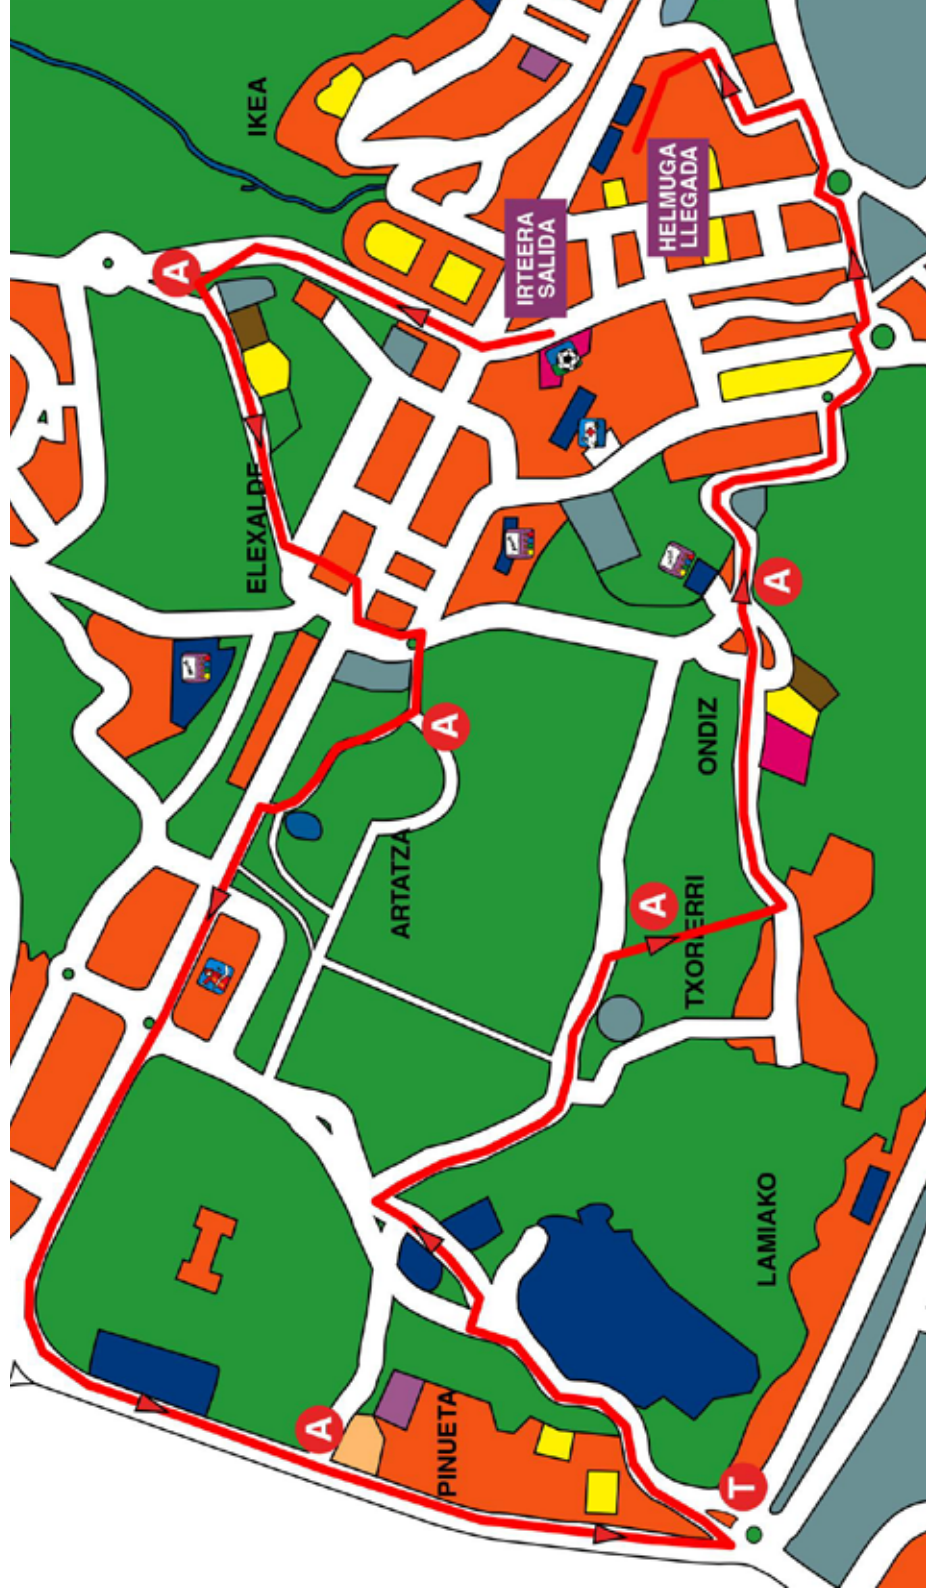 IKEA
A
IRTEERA
SALIDA
HELMUGA
LLEGADA
ELEXALDE
A
A
ARTATZA
ONDIZ
A
TXORIERRI
A
LAMIAKO
PINUETA
A
T